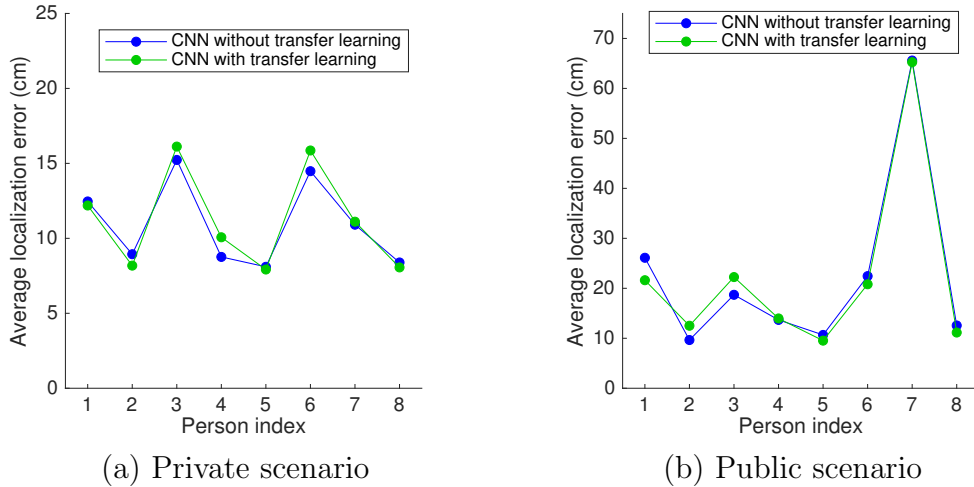 25
20
15
10
5
0
Average localization error (cm)
CNN without transfer learning
CNN with transfer learning
1 2 3 4 5 6 7 8
Person index
(a) Private scenario
70
60
50
40
30
20
10
0
Average localization error (cm)
CNN without transfer learning
CNN with transfer learning
1 2 3 4 5 6 7 8
Person index
(b) Public scenario